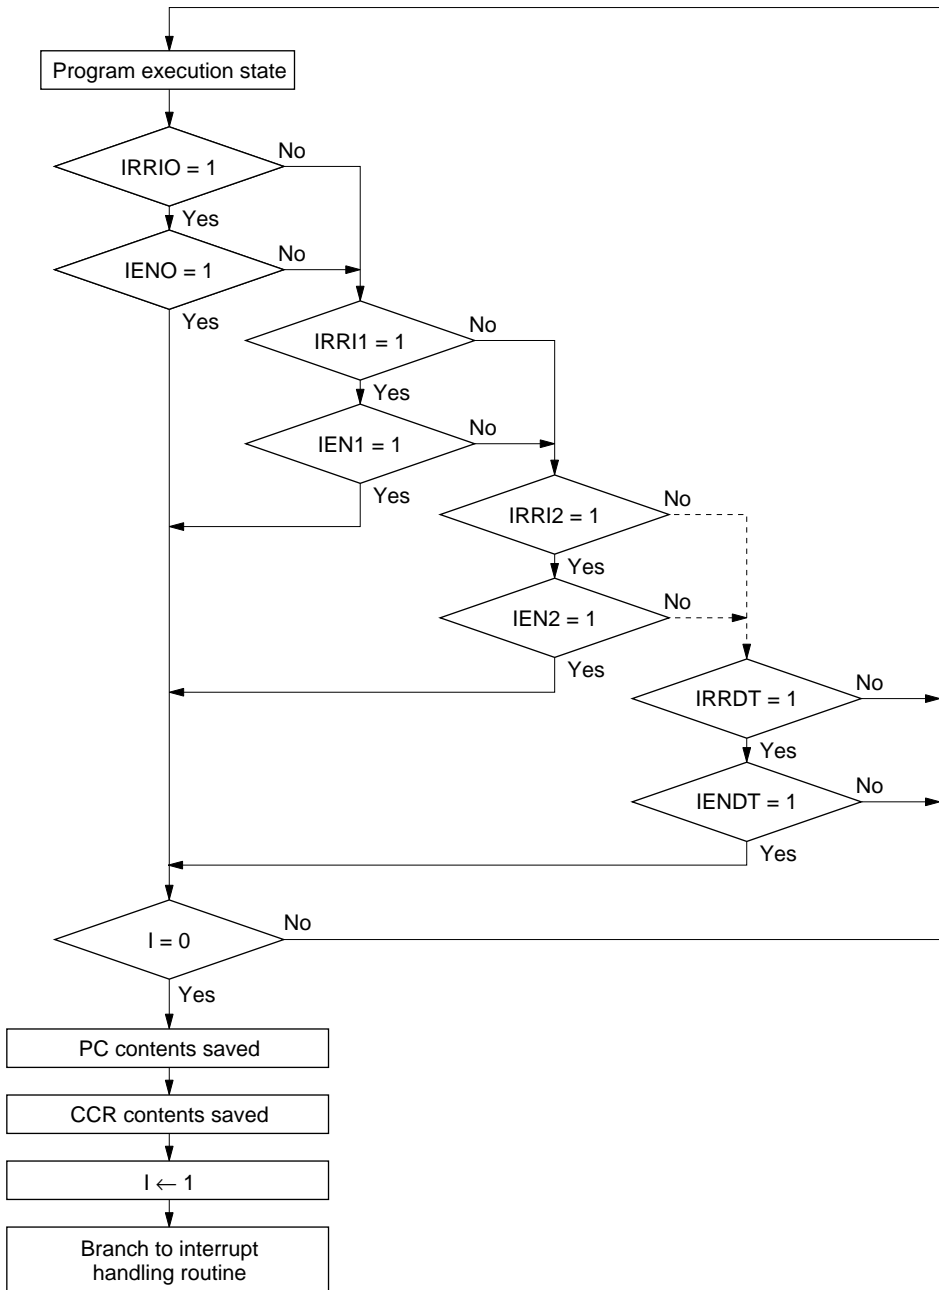 Program execution state
IRRIO = 1
No
Yes
IENO = 1
No
Yes
IRRI1 = 1
No
Yes
IEN1 = 1
No
Yes
IRRI2 = 1
No
Yes
IEN2 = 1
No
Yes
IRRDT = 1
No
Yes
IENDT = 1
No
Yes
I = 0
No
Yes
PC contents saved
CCR contents saved
I ← 1
Branch to interrupt
handling routine